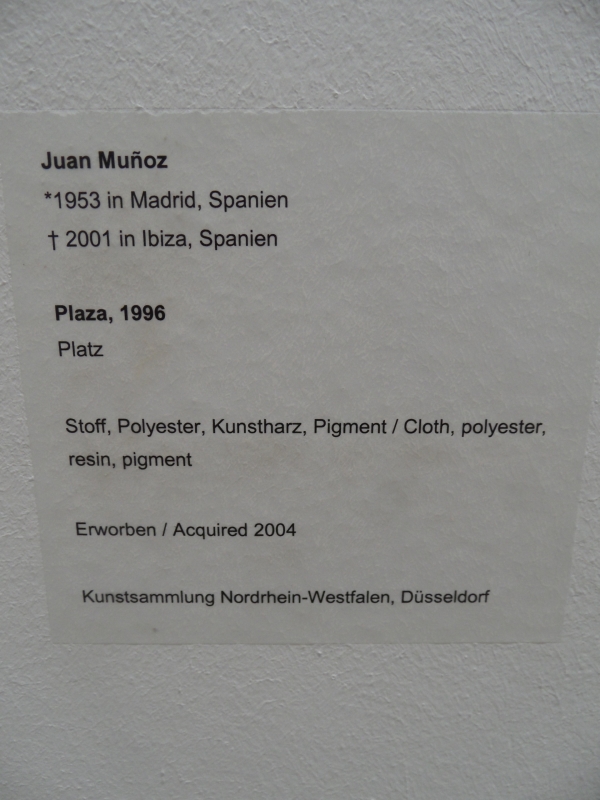 Juan Muñoz
*1953 in Madrid, Spanien
† 2001 in Ibiza, Spanien
Plaza, 1996
Platz
Stoff, Polyester, Kunstharz, Pigment / Cloth, polyester,
resin, pigment
Erworben / Acquired 2004
Kunstsammlung Nordrhein-Westfalen, Düsseldorf